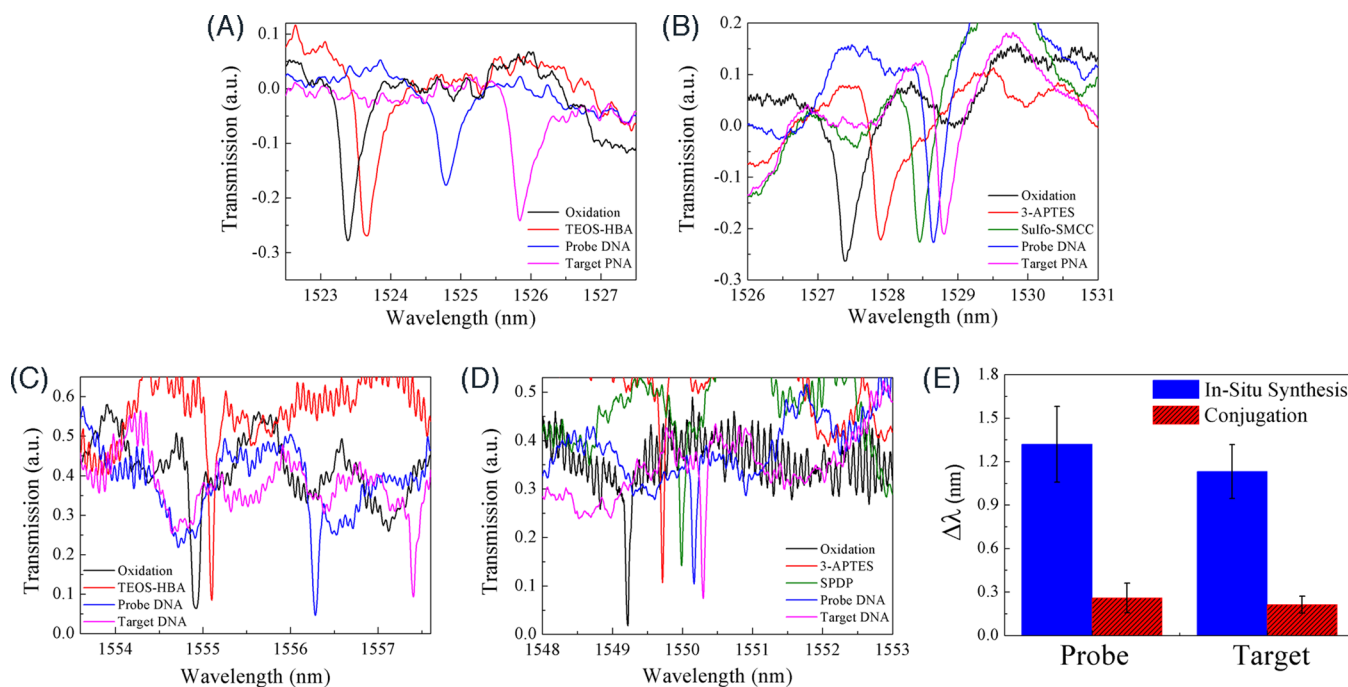 (A)
Transmission (a.u.)
0.1
0.0
-0.1
-0.2
-0.3
Oxidation
TEOS-HBA
Probe DNA
Target PNA
1523 1524 1525 1526 1527
Wavelength (nm)
(B)
Transmission (a.u.)
0.2
0.1
0.0
-0.1
-0.2
-0.3
Oxidation
3-APTES
Sulfo-SMCC
Probe DNA
Target PNA
1526 1527 1528 1529 1530 1531
Wavelength (nm)
(C)
Transmission (a.u.)
0.6
0.5
0.4
0.3
0.2
0.1
0.0
Oxidation
TEOS-HBA
Probe DNA
Target DNA
1554 1555 1556 1557
Wavelength (nm)
(D)
Transmission (a.u.)
0.5
0.4
0.3
0.2
0.1
0.0
Oxidation
3-APTES
SPDP
Probe DNA
Target DNA
1548 1549 1550 1551 1552 1553
Wavelength (nm)
(E)
Δλ (nm)
1.8
1.5
1.2
0.9
0.6
0.3
0.0
In-Situ Synthesis
Conjugation
Probe Target